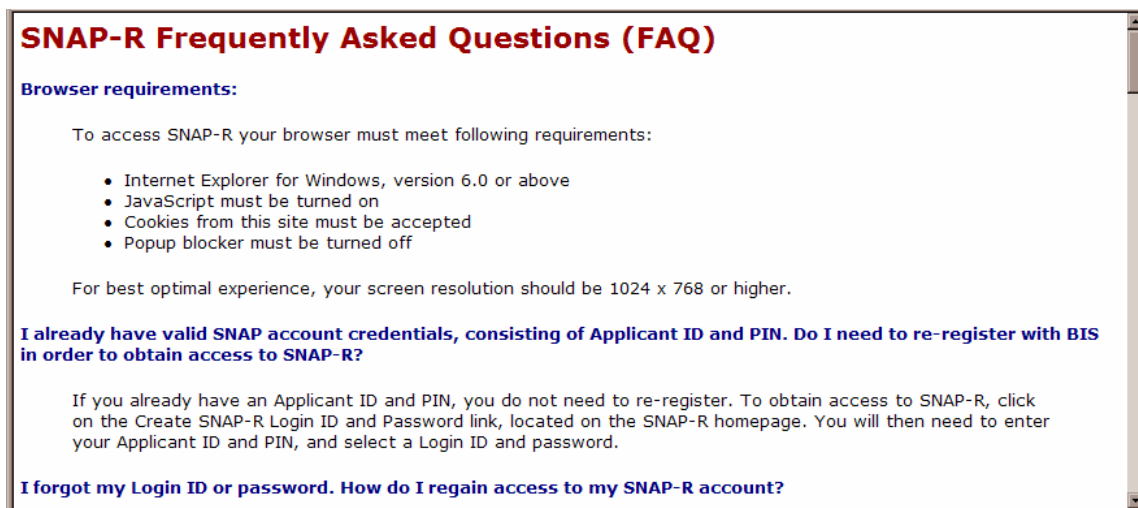 SNAP-R Frequently Asked Questions (FAQ)
Browser requirements:
To access SNAP-R your browser must meet following requirements:
• Internet Explorer for Windows, version 6.0 or above
• JavaScript must be turned on
• Cookies from this site must be accepted
• Popup blocker must be turned off
For best optimal experience, your screen resolution should be 1024 x 768 or higher.
I already have valid SNAP account credentials, consisting of Applicant ID and PIN. Do I need to re-register with BIS
in order to obtain access to SNAP-R?
If you already have an Applicant ID and PIN, you do not need to re-register. To obtain access to SNAP-R, click
on the Create SNAP-R Login ID and Password link, located on the SNAP-R homepage. You will then need to enter
your Applicant ID and PIN, and select a Login ID and password.
I forgot my Login ID or password. How do I regain access to my SNAP-R account?